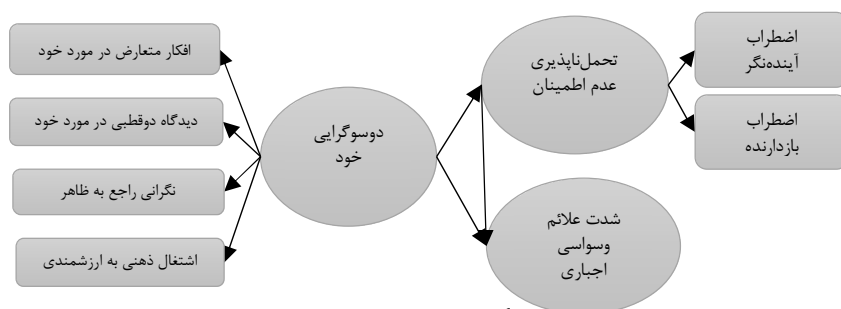 افکار متعارض در مورد خود
دیدگاه دوقطبی در مورد خود
نگرانی راجع به ظاهر
اشتغال ذهنی به ارزشمندی
دوسوگرایی
خود
تحمل‌ناپذیری
عدم اطمینان
شدت علائم
وسواسی
اجباری
اضطراب
آینده‌نگر
اضطراب
بازدارنده